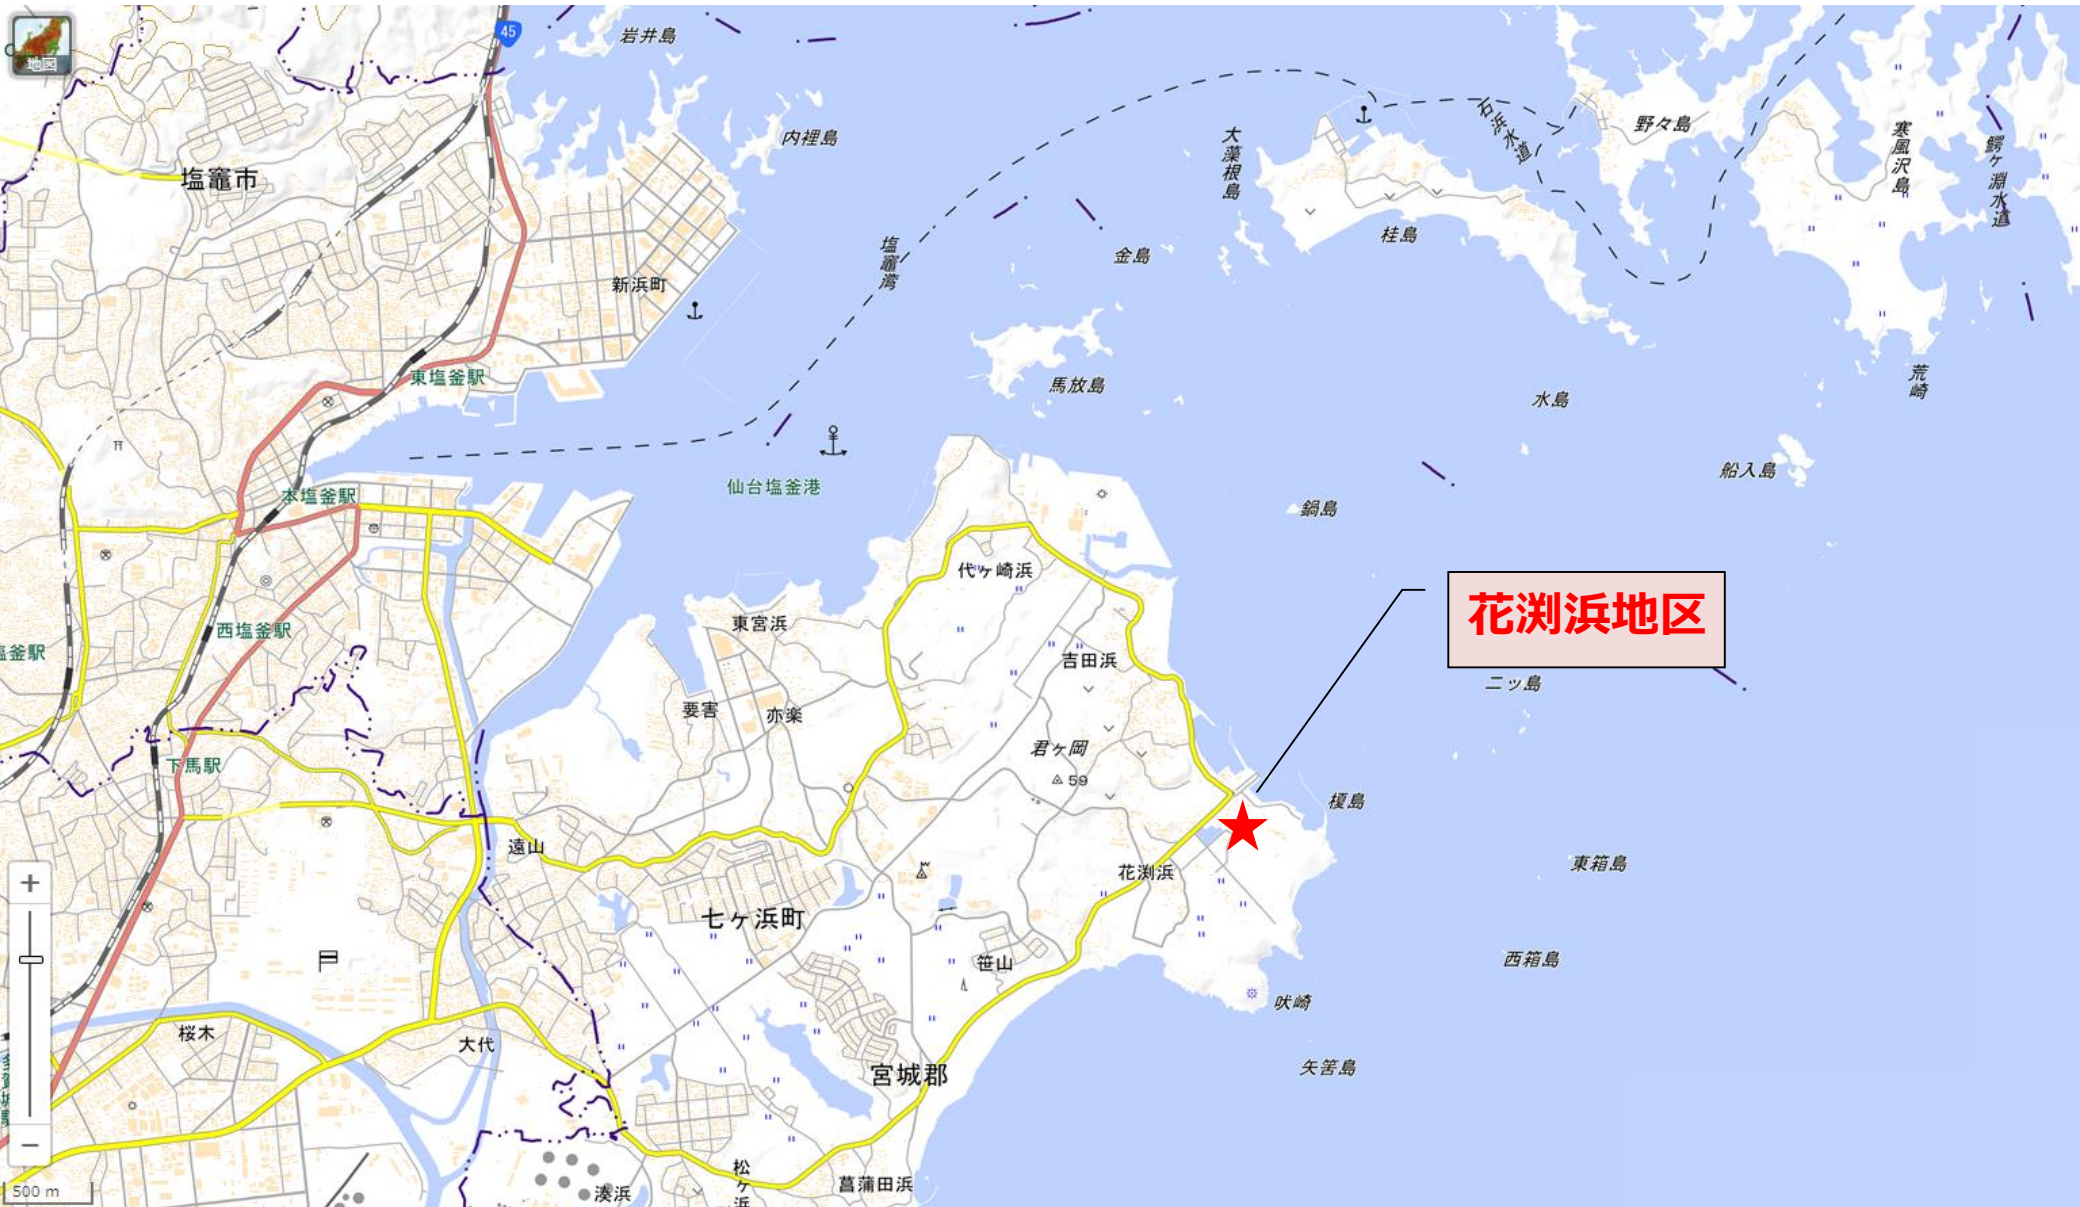 地図
45
岩井島
内裡島
大藻根島
石浜水道
野々島
寒風沢島
鰐ヶ淵水道
塩竈市
塩竈湾
金島
桂島
新浜町
東塩釜駅
馬放島
水島
荒崎
船入島
本塩釜駅
仙台塩釜港
鍋島
代ヶ崎浜
花渕浜地区
東宮浜
西塩釜駅
吉田浜
二ッ島
要害
亦楽
君ヶ岡
59
下馬駅
榎島
遠山
花渕浜
東箱島
七ヶ浜町
笹山
西箱島
吠崎
桜木
大代
宮城郡
矢筈島
松ヶ浜
菖蒲田浜
湊浜
+
−
500 m